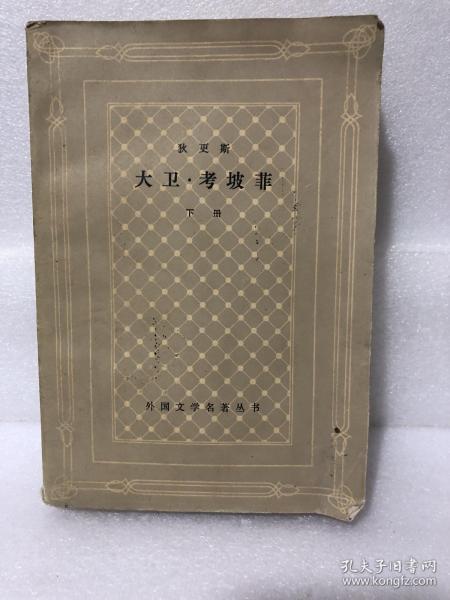 狄更斯
大卫·考坡菲
下册
外国文学名著丛书
孔夫子旧书网
www.kongfz.com